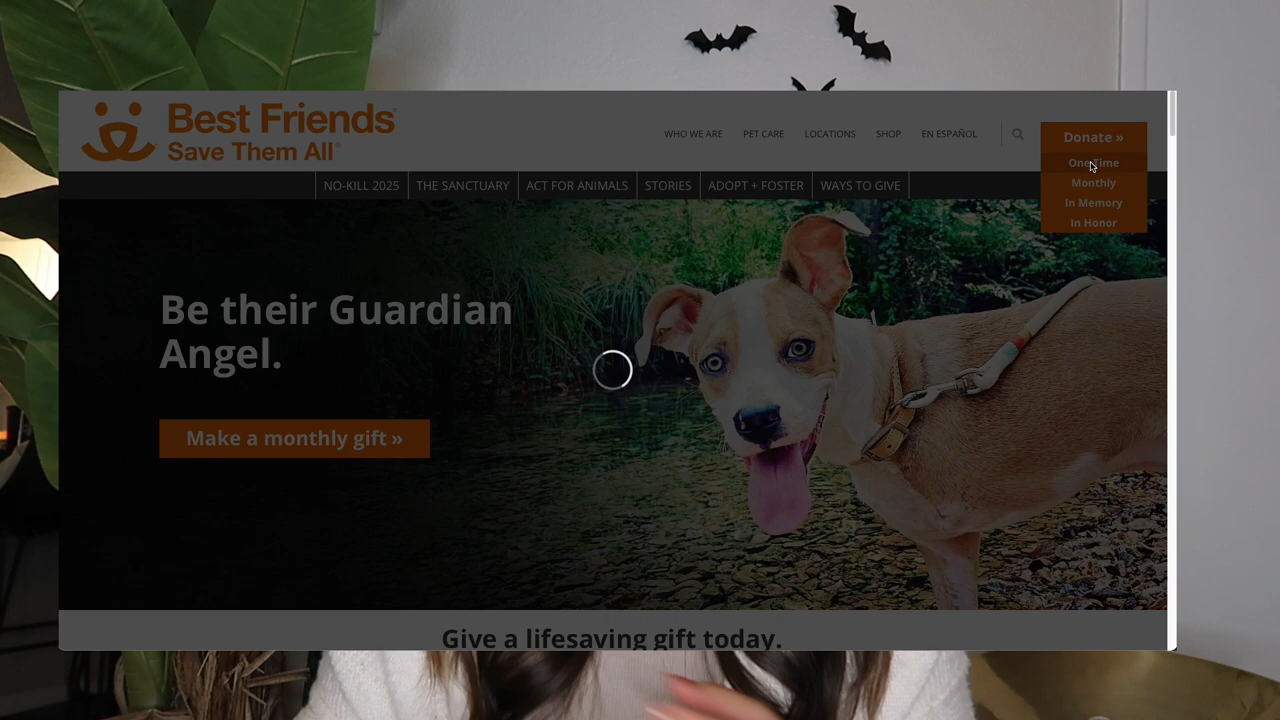 Best Friends®
Save Them All®
WHO WE ARE
PET CARE
LOCATIONS
SHOP
EN ESPAÑOL
Donate »
One Time
Monthly
In Memory
In Honor
NO-KILL 2025
THE SANCTUARY
ACT FOR ANIMALS
STORIES
ADOPT + FOSTER
WAYS TO GIVE
Be their Guardian
Angel.
Make a monthly gift »
Give a lifesaving gift today.